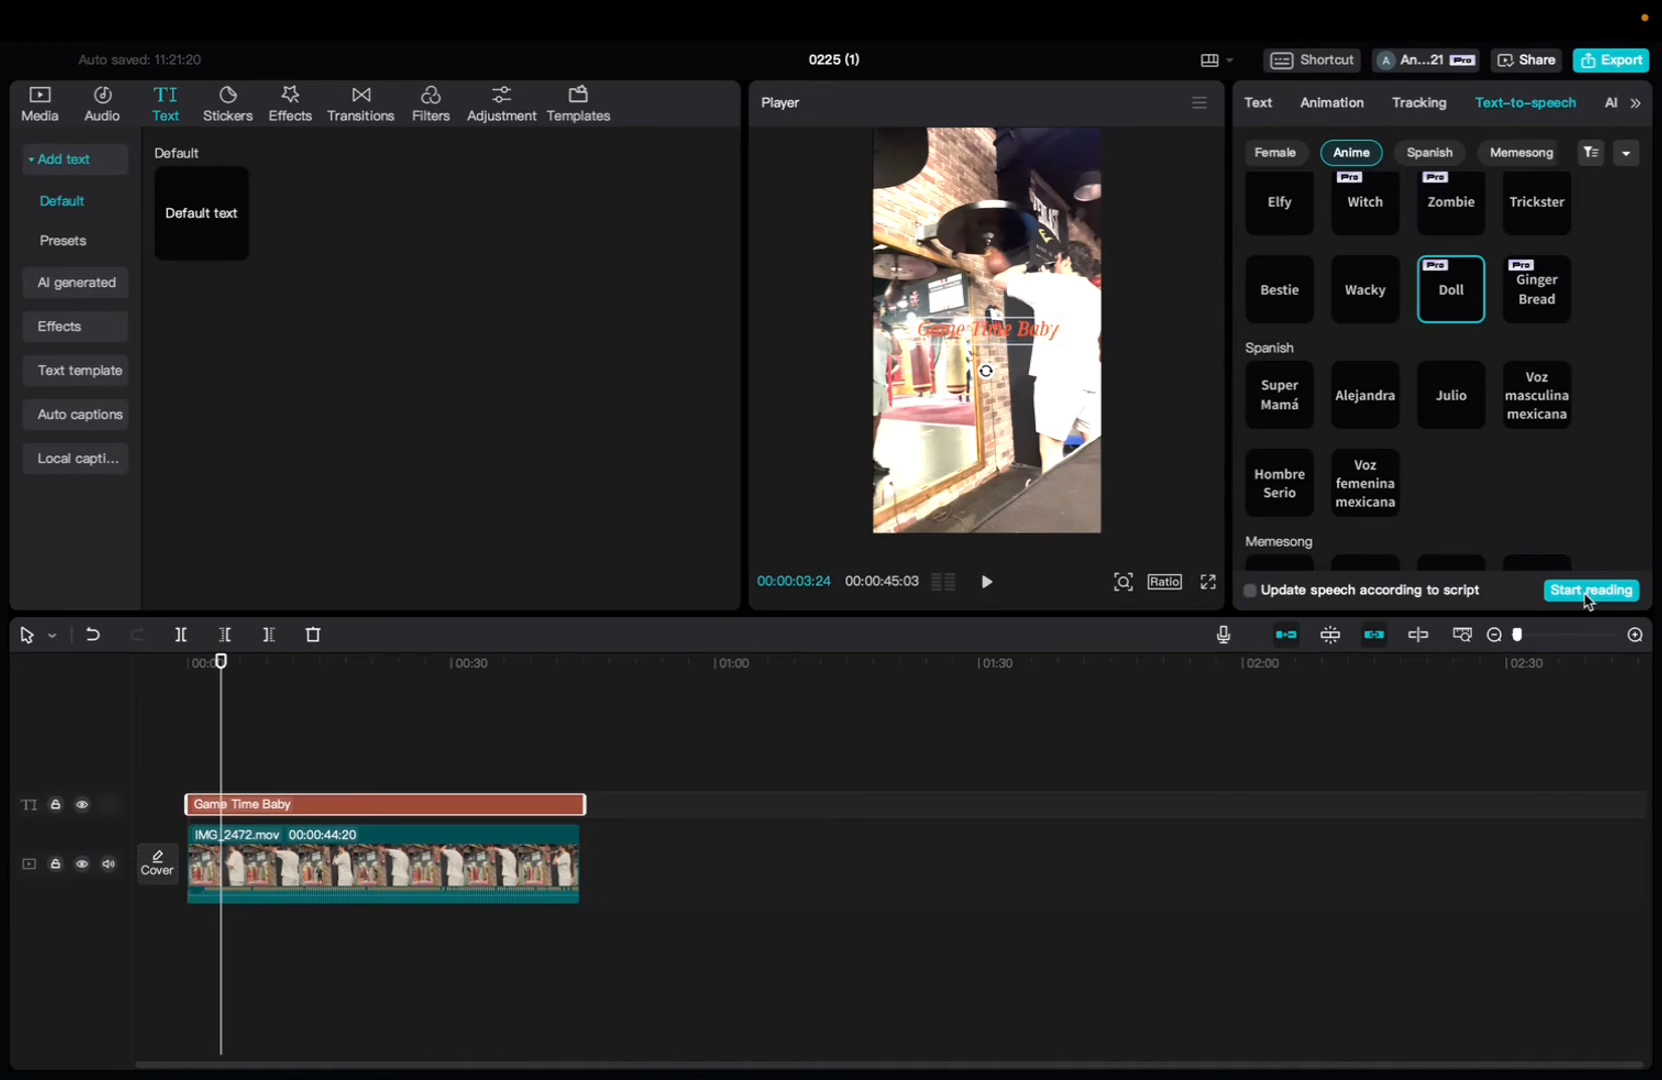 Auto saved: 11:21:20
0225 (1)
Shortcut
A An...21 Pro
Share
Export
Media
Audio
TI
Text
Stickers
Effects
Transitions
Filters
Adjustment
Templates
Add text
Default
Presets
AI generated
Effects
Text template
Auto captions
Local capti...
Default
Default text
Player
Game Time Baby
00:00:03:24
00:00:45:03
Ratio
Text
Animation
Tracking
Text-to-speech
AI
Female
Anime
Spanish
Memesong
Elfy
Pro
Witch
Pro
Zombie
Trickster
Bestie
Wacky
Pro
Doll
Pro
Ginger
Bread
Spanish
Super
Mamá
Alejandra
Julio
Voz
masculina
mexicana
Hombre
Serio
Voz
femenina
mexicana
Memesong
Update speech according to script
Start reading
00:0
00:30
01:00
01:30
02:00
02:30
TI
Game Time Baby
Cover
IMG_2472.mov 00:00:44:20